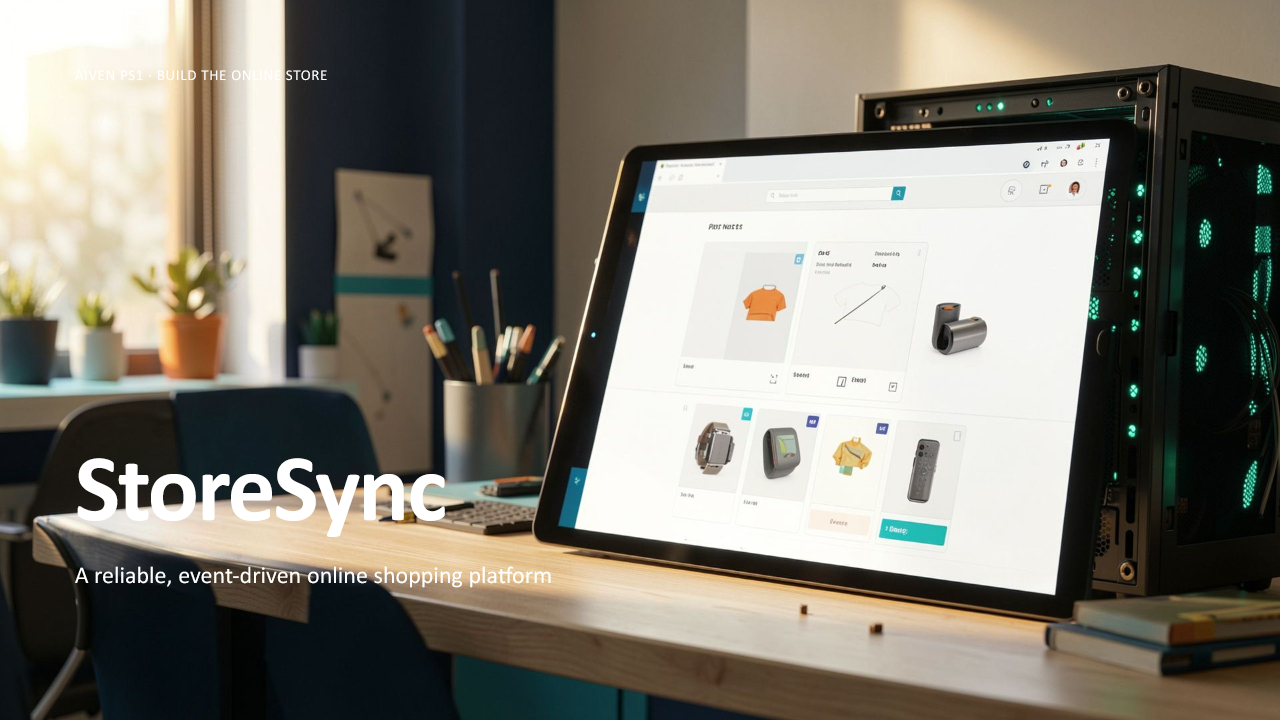 AIVEN PS1 · BUILD THE ONLINE STORE
StoreSync
A reliable, event-driven online shopping platform